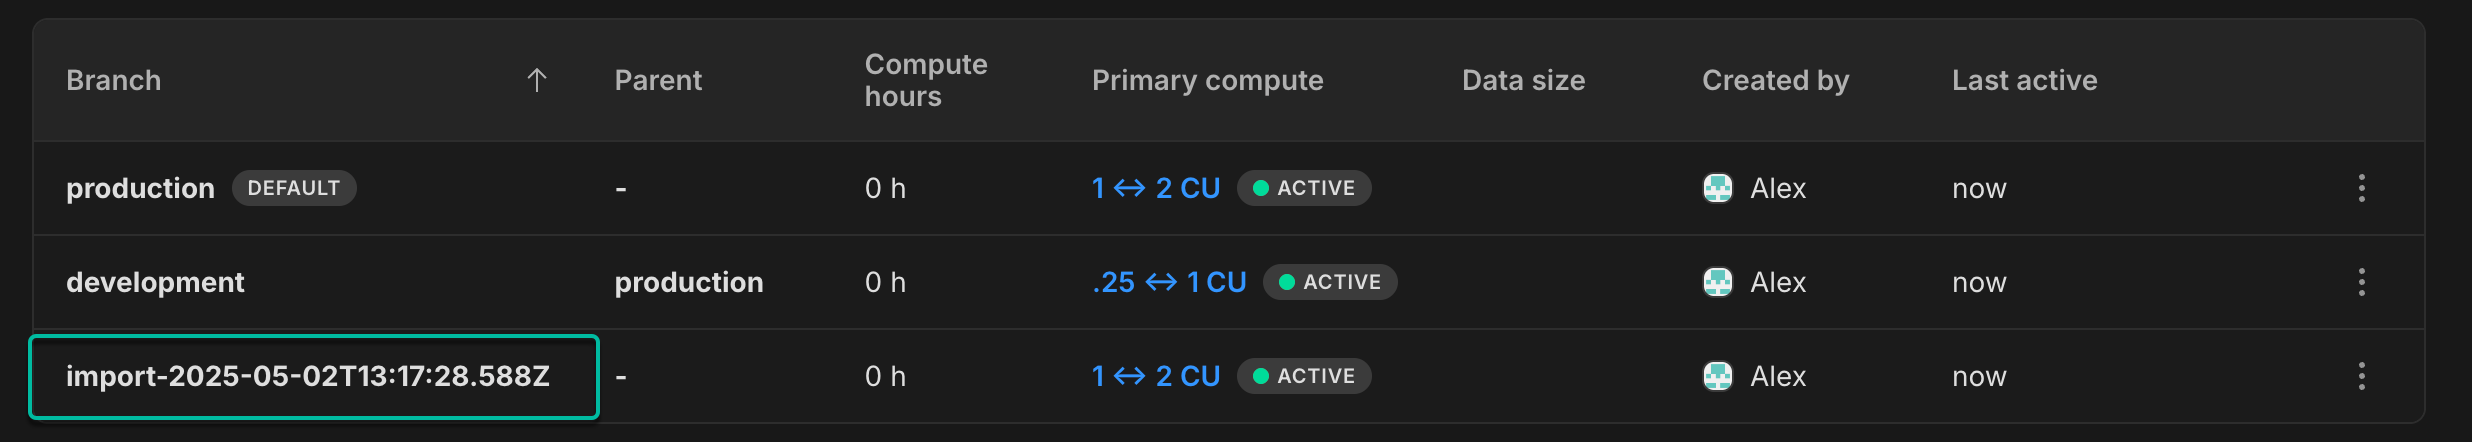 Branch ↑ Parent Compute hours Primary compute Data size Created by Last active
production DEFAULT - 0 h 1 ↔ 2 CU ACTIVE Alex now
development production 0 h .25 ↔ 1 CU ACTIVE Alex now
import-2025-05-02T13:17:28.588Z - 0 h 1 ↔ 2 CU ACTIVE Alex now